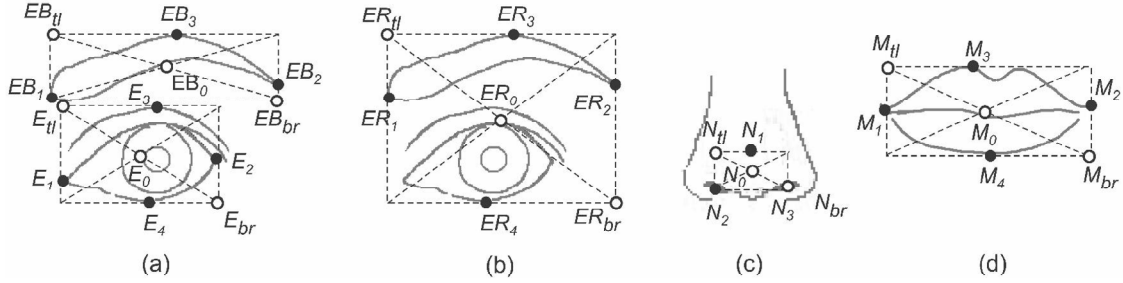 EB_tl EB_3
EB_1 EB_0 EB_2
EB_br
E_tl E_3
E_1 E_0 E_2
E_4 E_br
(a)
ER_tl ER_3
ER_1 ER_0 ER_2
ER_4 ER_br
(b)
N_tl N_1
N_0
N_2 N_3 N_br
(c)
M_tl M_3
M_1 M_0 M_2
M_4 M_br
(d)